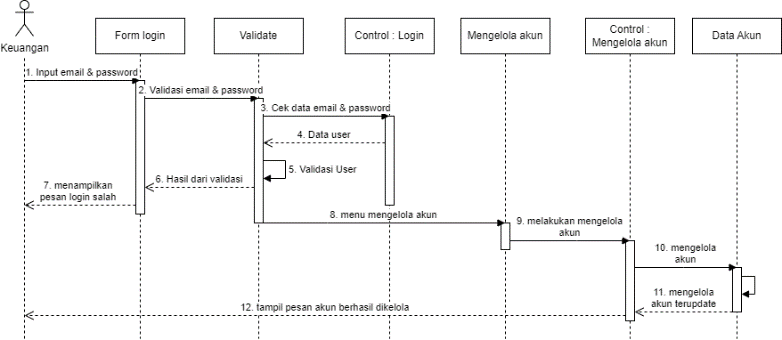 Keuangan
Form login
Validate
Control : Login
Mengelola akun
Control :
Mengelola akun
Data Akun
1. Input email & password
2. Validasi email & password
3. Cek data email & password
4. Data user
5. Validasi User
6. Hasil dari validasi
7. menampilkan
pesan login salah
8. menu mengelola akun
9. melakukan mengelola
akun
10. mengelola
akun
11. mengelola
akun terupdate
12. tampil pesan akun berhasil dikelola